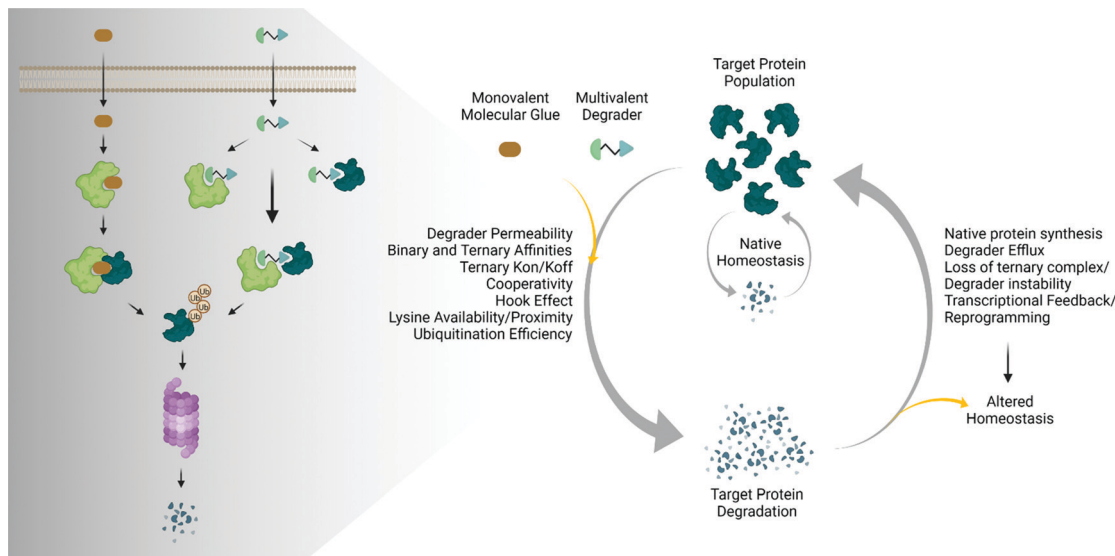 Ub
Ub
Ub
Ub
Monovalent
Molecular Glue
Multivalent
Degrader
Target Protein
Population
Degrader Permeability
Binary and Ternary Affinities
Ternary Kon/Koff
Cooperativity
Hook Effect
Lysine Availability/Proximity
Ubiquitination Efficiency
Native
Homeostasis
Native protein synthesis
Degrader Efflux
Loss of ternary complex/
Degrader instability
Transcriptional Feedback/
Reprogramming
Altered
Homeostasis
Target Protein
Degradation